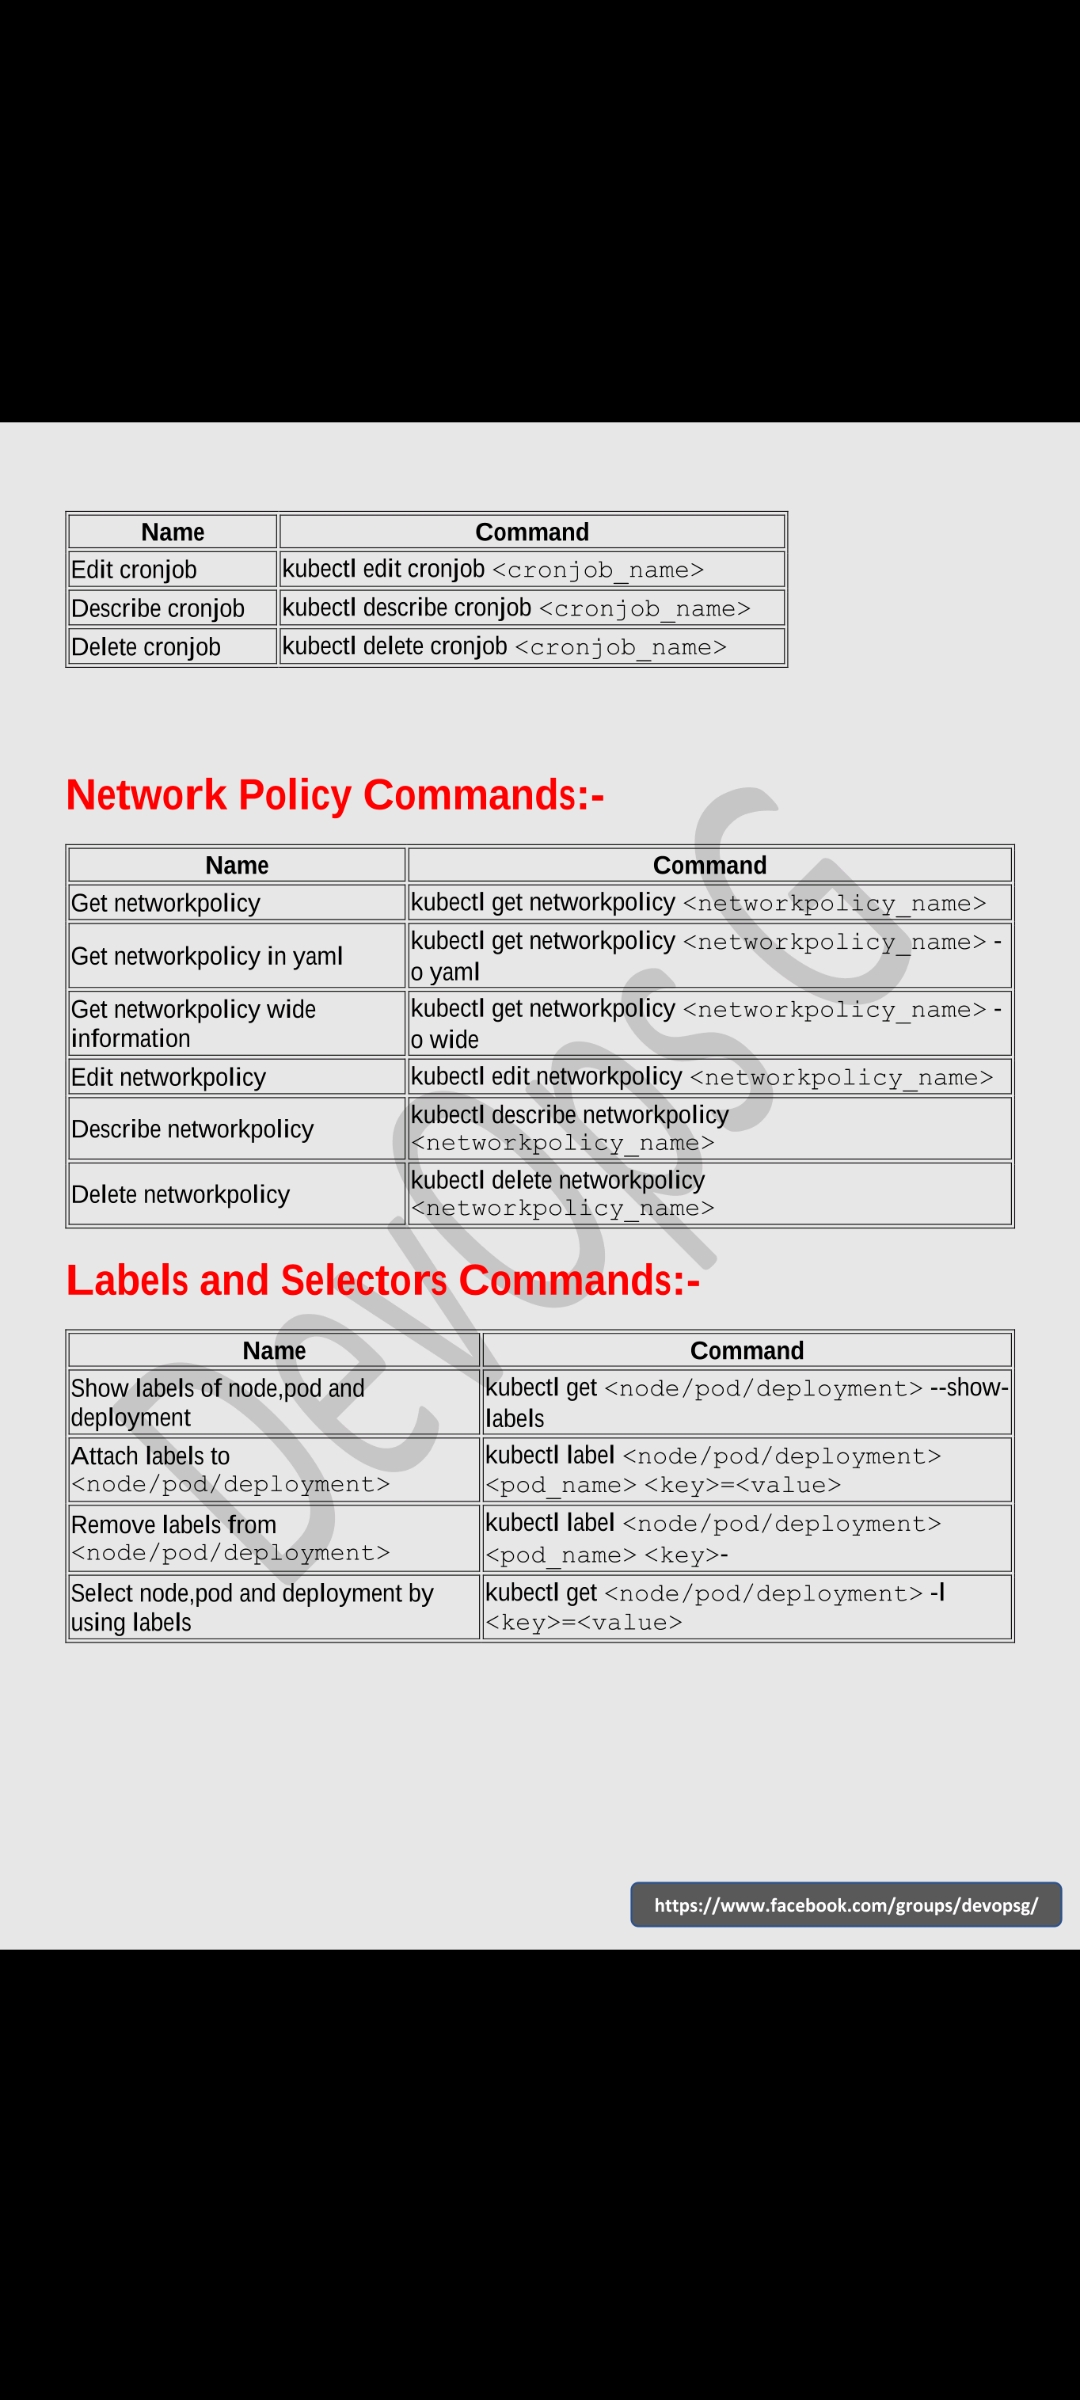 Name Command
Edit cronjob kubectl edit cronjob <cronjob_name>
Describe cronjob kubectl describe cronjob <cronjob_name>
Delete cronjob kubectl delete cronjob <cronjob_name>
Network Policy Commands:-
Name Command
Get networkpolicy kubectl get networkpolicy <networkpolicy_name>
Get networkpolicy in yaml kubectl get networkpolicy <networkpolicy_name> -
o yaml
Get networkpolicy wide
information
kubectl get networkpolicy <networkpolicy_name> -
o wide
Edit networkpolicy kubectl edit networkpolicy <networkpolicy_name>
Describe networkpolicy kubectl describe networkpolicy
<networkpolicy_name>
Delete networkpolicy kubectl delete networkpolicy
<networkpolicy_name>
Labels and Selectors Commands:-
Name Command
Show labels of node,pod and
deployment
kubectl get <node/pod/deployment> --show-
labels
Attach labels to
<node/pod/deployment>
kubectl label <node/pod/deployment>
<pod_name> <key>=<value>
Remove labels from
<node/pod/deployment>
kubectl label <node/pod/deployment>
<pod_name> <key>-
Select node,pod and deployment by
using labels
kubectl get <node/pod/deployment> -l
<key>=<value>
DevOps G
https://www.facebook.com/groups/devopsg/